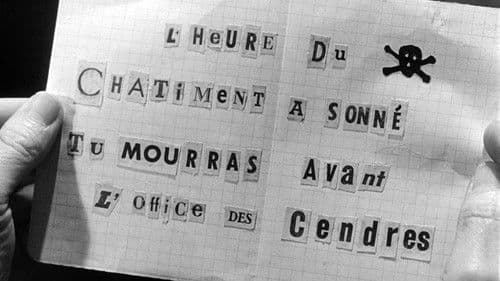 L'HEURE Du
CHATiMENT A SONNÉ
TU MOURRAS AVAnt
L'OffiCe DES Cendres